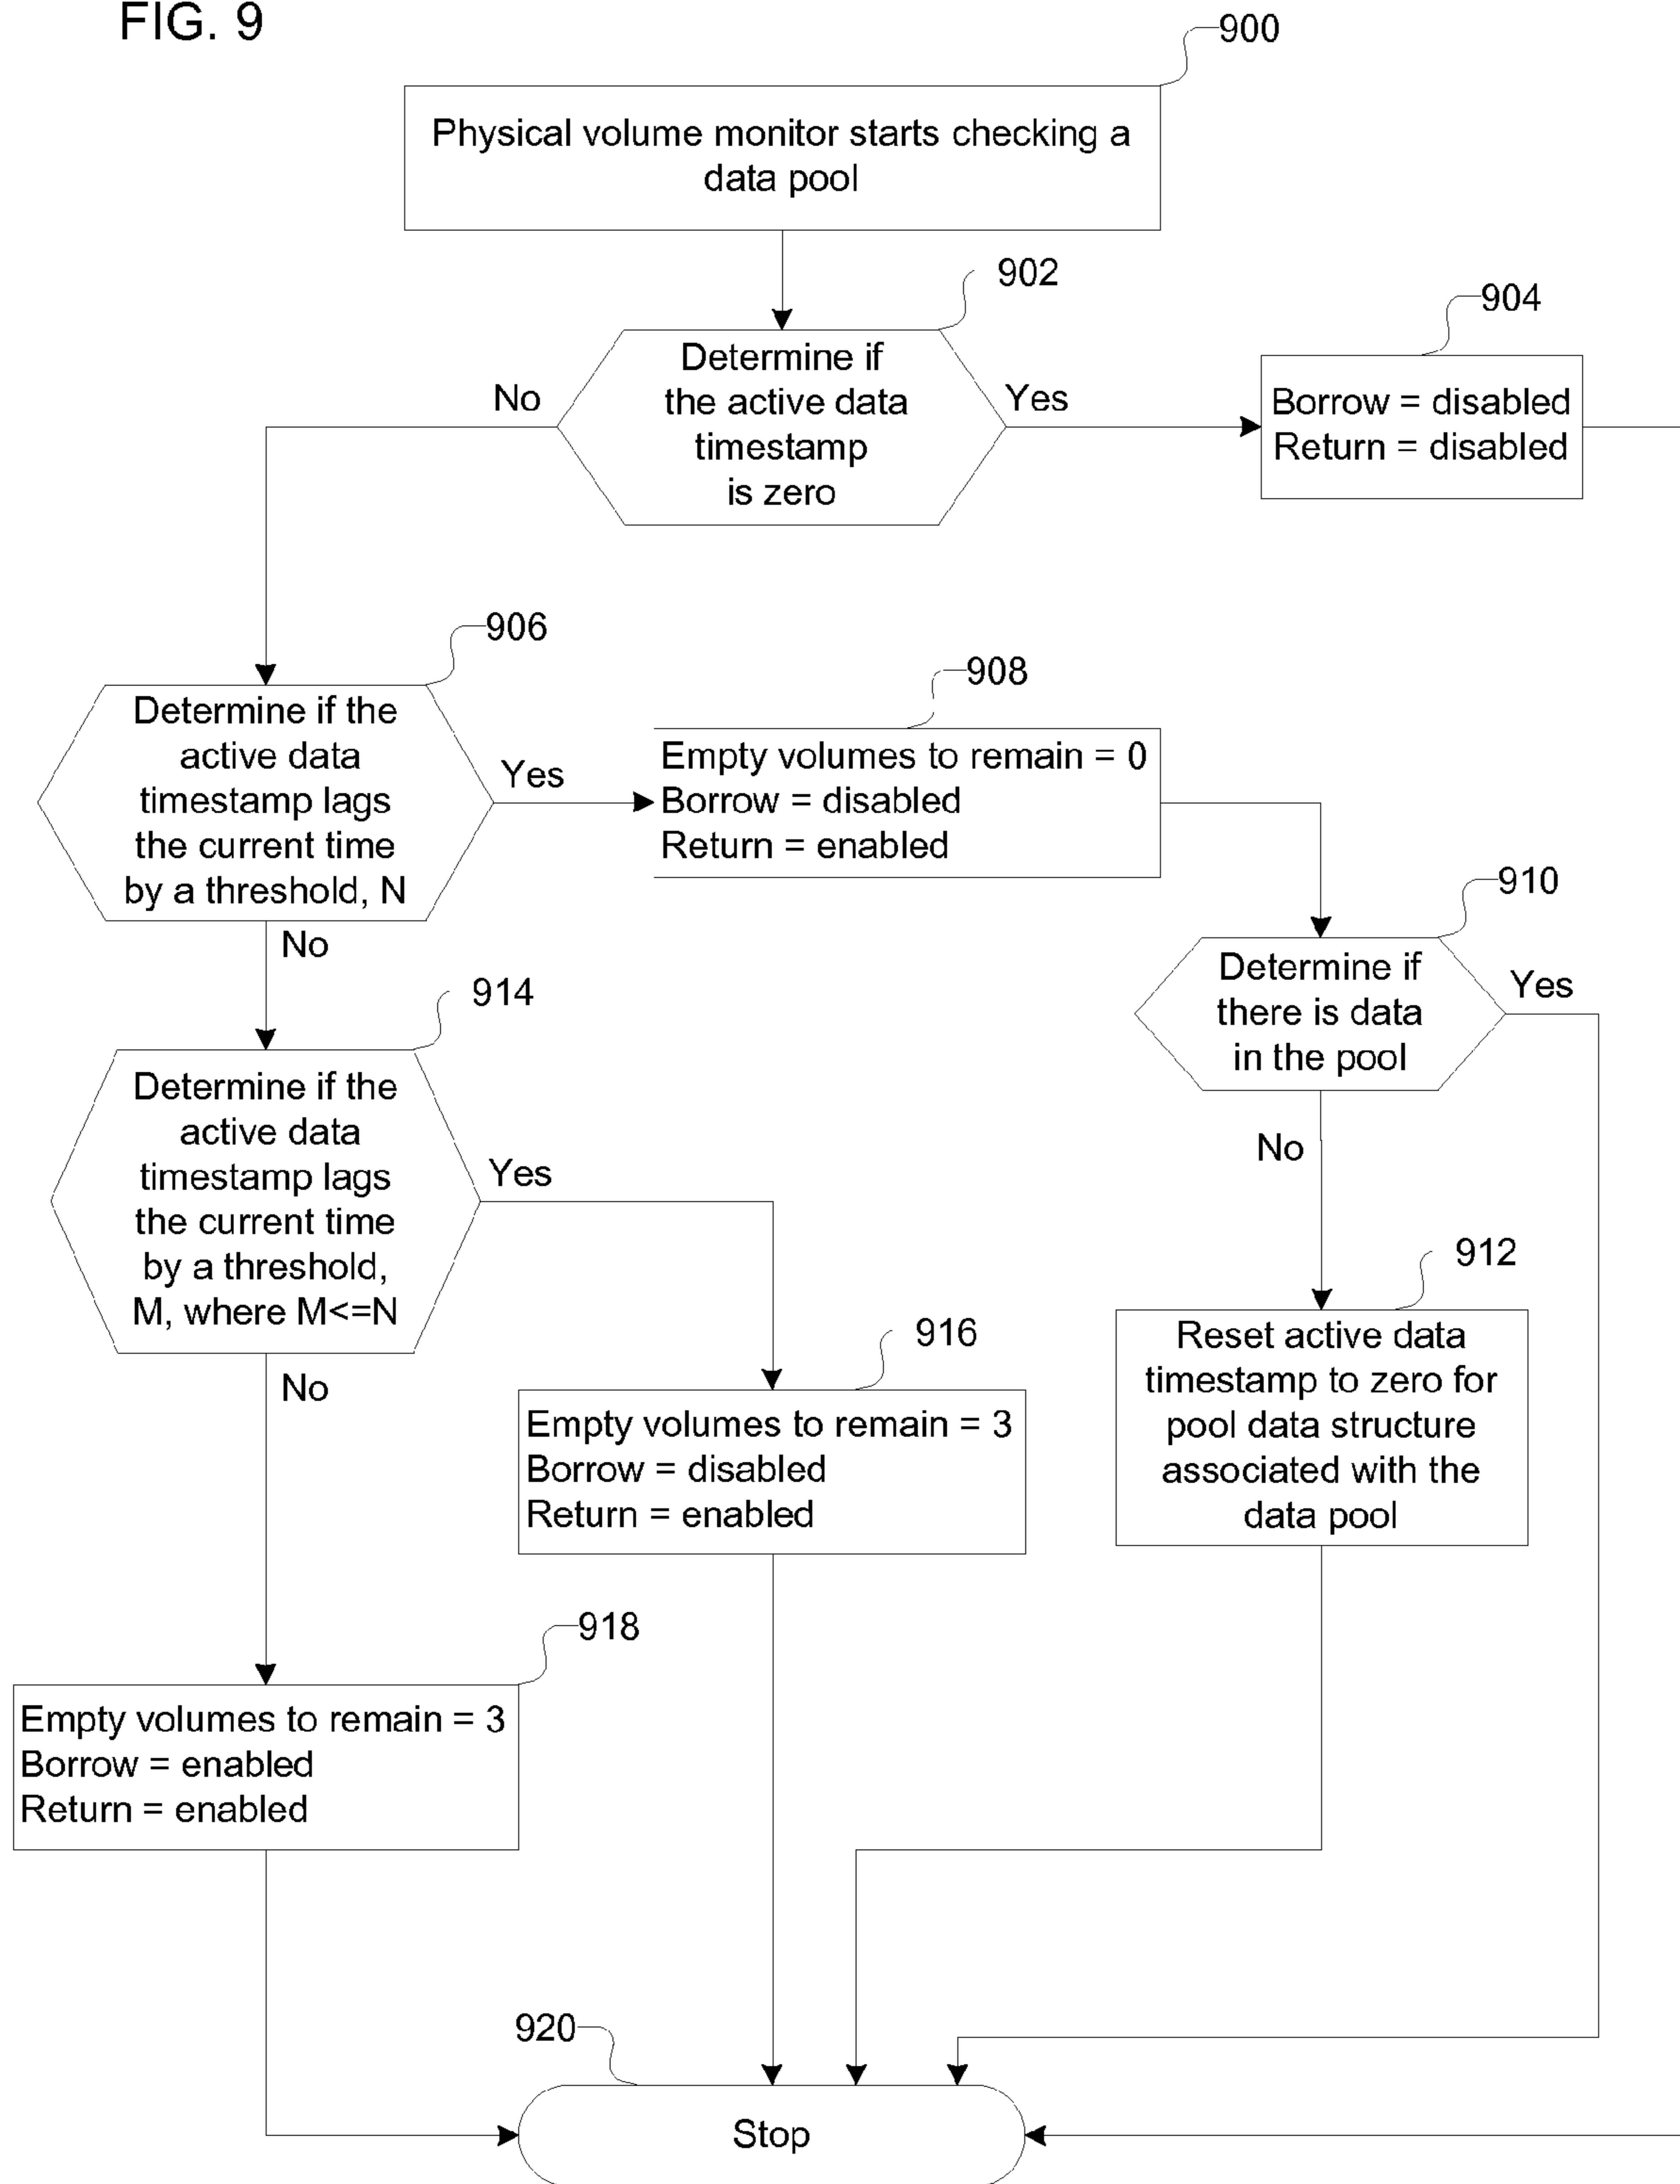 FIG. 9
900
Physical volume monitor starts checking a
data pool
902
Determine if
the active data
timestamp
is zero
No
Yes
904
Borrow = disabled
Return = disabled
906
Determine if the
active data
timestamp lags
the current time
by a threshold, N
Yes
No
908
Empty volumes to remain = 0
Borrow = disabled
Return = enabled
910
Determine if
there is data
in the pool
Yes
No
912
Reset active data
timestamp to zero for
pool data structure
associated with the
data pool
914
Determine if the
active data
timestamp lags
the current time
by a threshold,
M, where M<=N
Yes
No
916
Empty volumes to remain = 3
Borrow = disabled
Return = enabled
918
Empty volumes to remain = 3
Borrow = enabled
Return = enabled
920
Stop